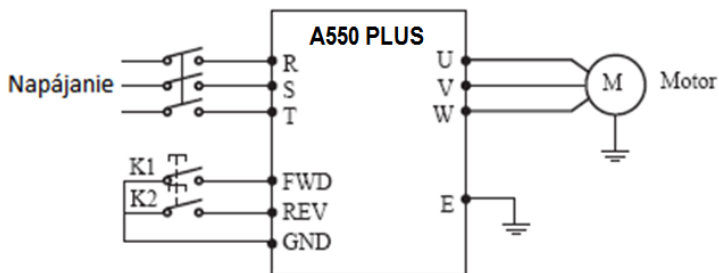 A550 PLUS
Napájanie
R
S
T
U
V
W
M
Motor
K1
K2
FWD
REV
GND
E